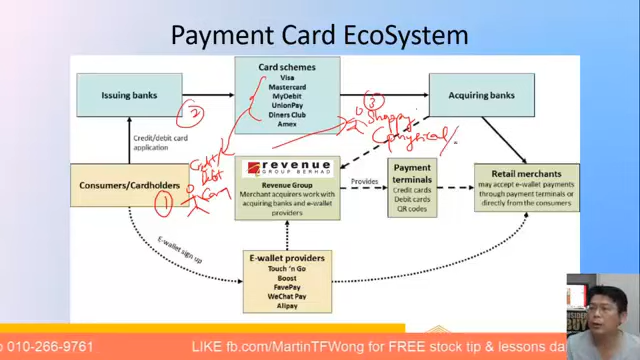 Payment Card EcoSystem
Issuing banks
Card schemes
Visa
Mastercard
MyDebit
UnionPay
Diners Club
Amex
Acquiring banks
2
3
Shopping
(physical/
Credit/debit card
application
Credit/
Debit
Consumers/Cardholders
1
revenue
GROUP BERHAD
Revenue Group
Merchant acquirers work with
acquiring banks and e-wallet
providers
Provides
Payment
terminals
Credit cards
Debit cards
QR codes
Retail merchants
may accept e-wallet payments
through payment terminals or
directly from the consumers
E-wallet sign up
E-wallet providers
Touch 'n Go
Boost
FavePay
WeChat Pay
Alipay
010-266-9761
LIKE fb.com/MartinTFWong for FREE stock tip & lessons da